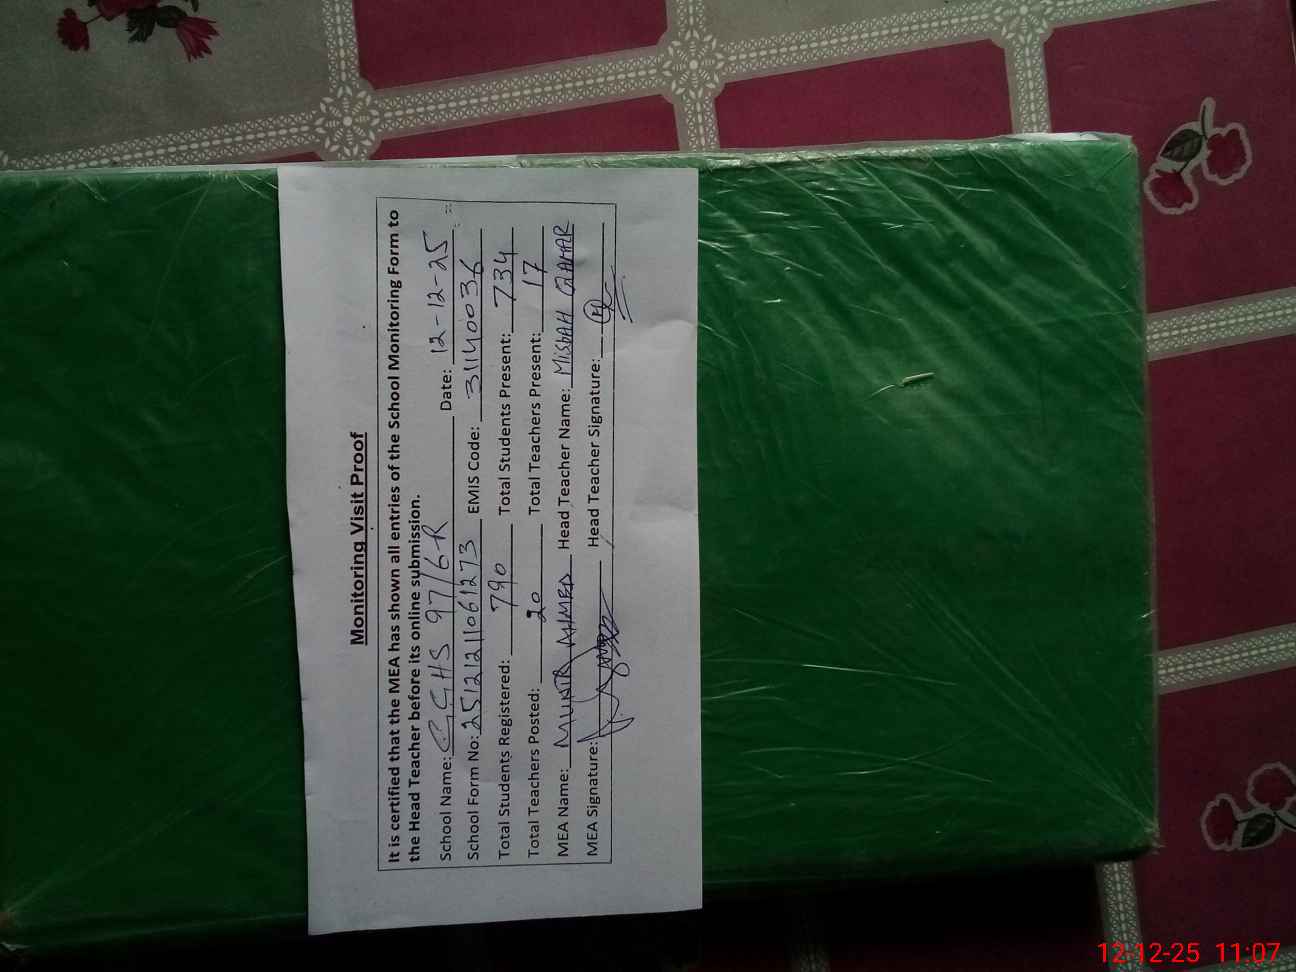 Monitoring Visit Proof
It is certified that the MEA has shown all entries of the School Monitoring Form to
the Head Teacher before its online submission.
School Name: GGHS 97/6-R Date: 12-12-25
School Form No: 25121211061273 EMIS Code: 31140036
Total Students Registered: 790 Total Students Present: 734
Total Teachers Posted: 20 Total Teachers Present: 17
MEA Name: MUNIR AHMED Head Teacher Name: MISBAH QAMAR
MEA Signature: Head Teacher Signature:
12-12-25 11:07